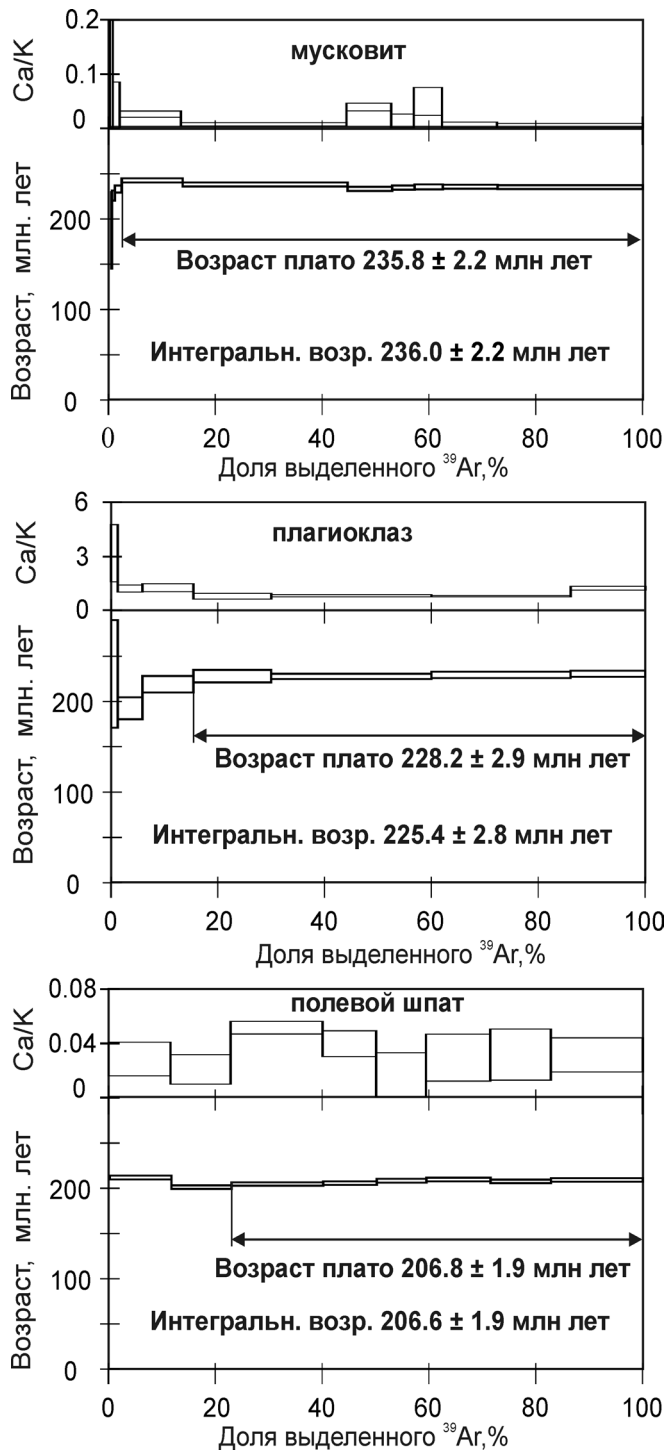 Ca/K
0.2
0.1
0
мусковит
Возраст, млн. лет
200
100
0
Возраст плато 235.8 ± 2.2 млн лет
Интегральн. возр. 236.0 ± 2.2 млн лет
0 20 40 60 80 100
Доля выделенного ³⁹Ar,%
Ca/K
6
3
0
плагиоклаз
Возраст, млн. лет
200
100
0
Возраст плато 228.2 ± 2.9 млн лет
Интегральн. возр. 225.4 ± 2.8 млн лет
0 20 40 60 80 100
Доля выделенного ³⁹Ar,%
Ca/K
0.08
0.04
0
полевой шпат
Возраст, млн. лет
200
100
0
Возраст плато 206.8 ± 1.9 млн лет
Интегральн. возр. 206.6 ± 1.9 млн лет
0 20 40 60 80 100
Доля выделенного ³⁹Ar,%